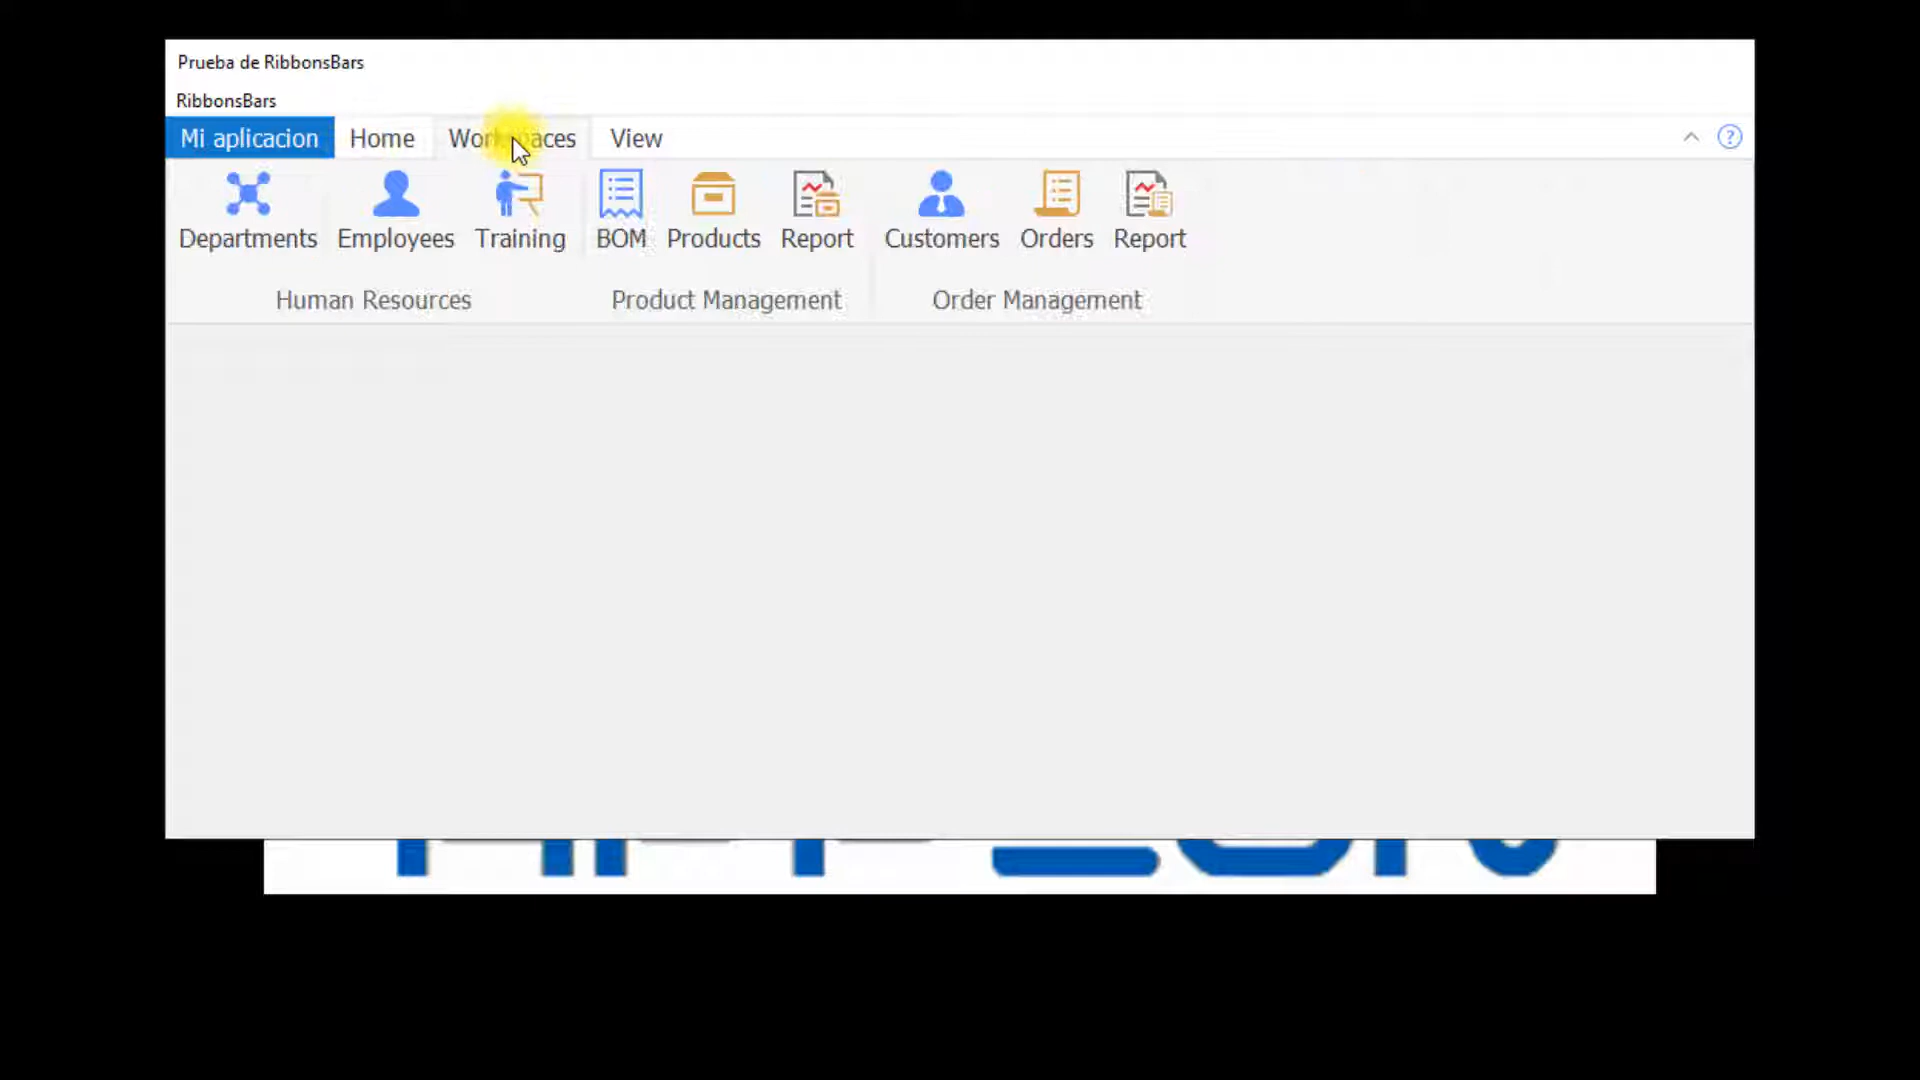 Prueba de RibbonsBars
RibbonsBars
Mi aplicacion Home Workspaces View
Departments Employees Training BOM Products Report Customers Orders Report
Human Resources Product Management Order Management